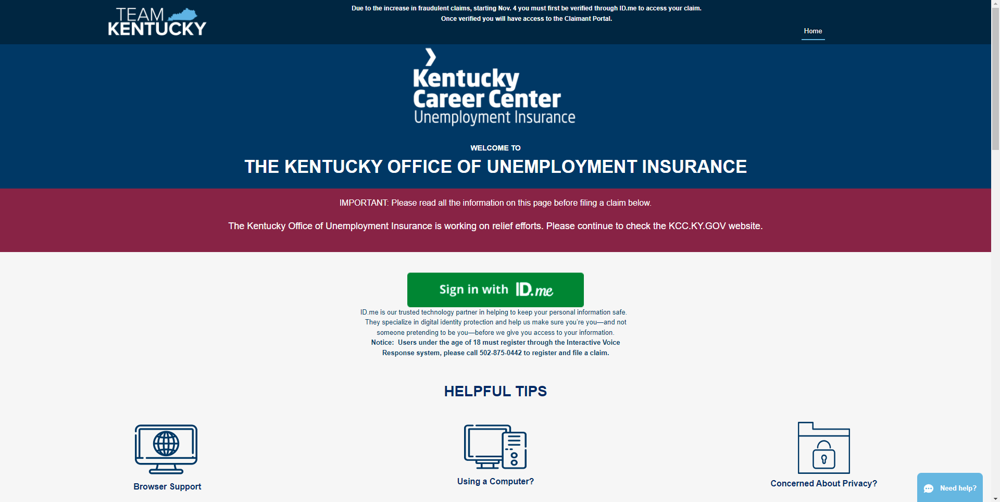 TEAM
KENTUCKY
Due to the increase in fraudulent claims, starting Nov. 4 you must first be verified through ID.me to access your claim.
Once verified you will have access to the Claimant Portal.
Home
Kentucky
Career Center
Unemployment Insurance
WELCOME TO
THE KENTUCKY OFFICE OF UNEMPLOYMENT INSURANCE
IMPORTANT: Please read all the information on this page before filing a claim below.
The Kentucky Office of Unemployment Insurance is working on relief efforts. Please continue to check the KCC.KY.GOV website.
Sign in with ID.me
ID.me is our trusted technology partner in helping to keep your personal information safe.
They specialize in digital identity protection and help us make sure you’re you—and not
someone pretending to be you—before we give you access to your information.
Notice:  Users under the age of 18 must register through the Interactive Voice
Response system, please call 502-875-0442 to register and file a claim.
HELPFUL TIPS
Browser Support
Using a Computer?
Concerned About Privacy?
Need help?